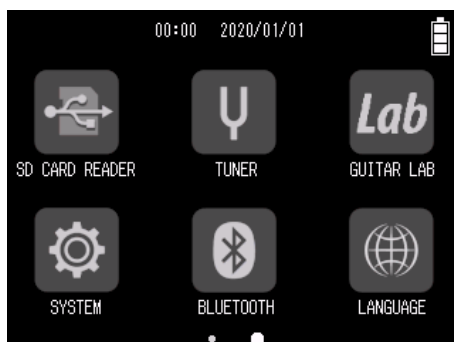 00:00 2020/01/01
Lab
SD CARD READER TUNER GUITAR LAB
SYSTEM BLUETOOTH LANGUAGE